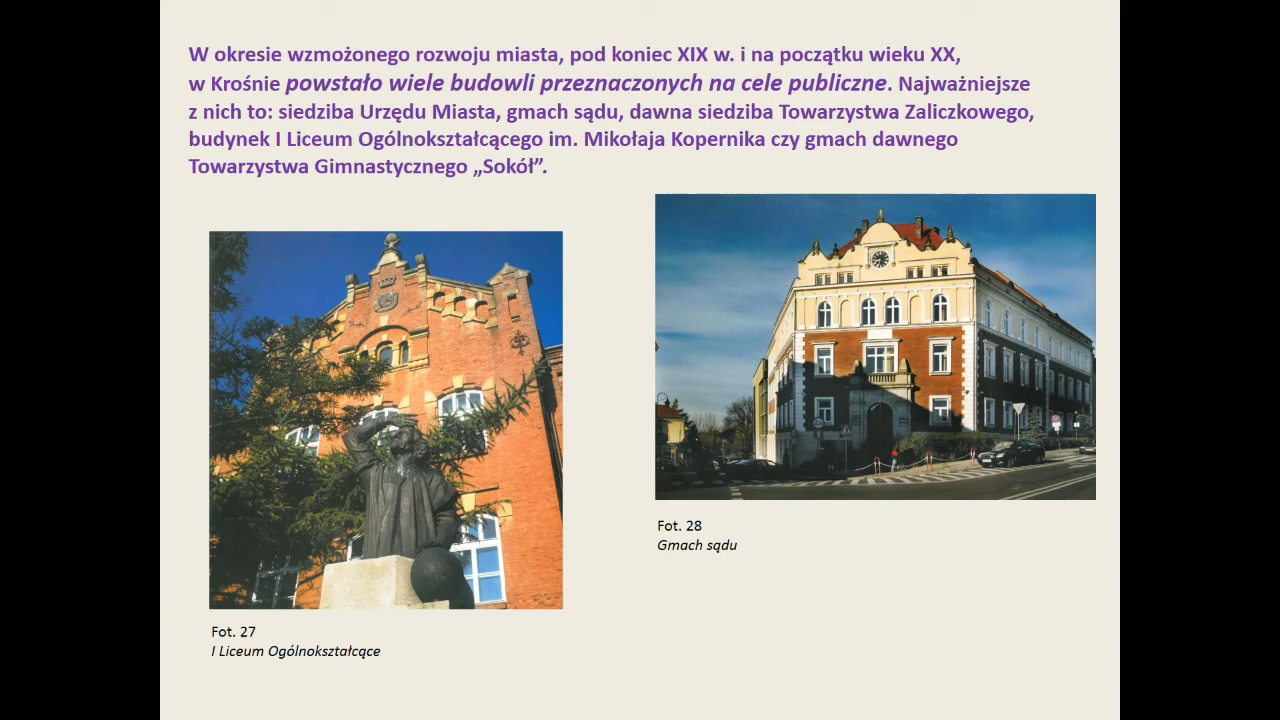 W okresie wzmożonego rozwoju miasta, pod koniec XIX w. i na początku wieku XX,
w Krośnie powstało wiele budowli przeznaczonych na cele publiczne. Najważniejsze
z nich to: siedziba Urzędu Miasta, gmach sądu, dawna siedziba Towarzystwa Zaliczkowego,
budynek I Liceum Ogólnokształcącego im. Mikołaja Kopernika czy gmach dawnego
Towarzystwa Gimnastycznego „Sokół”.
Fot. 28
Gmach sądu
Fot. 27
I Liceum Ogólnokształcące